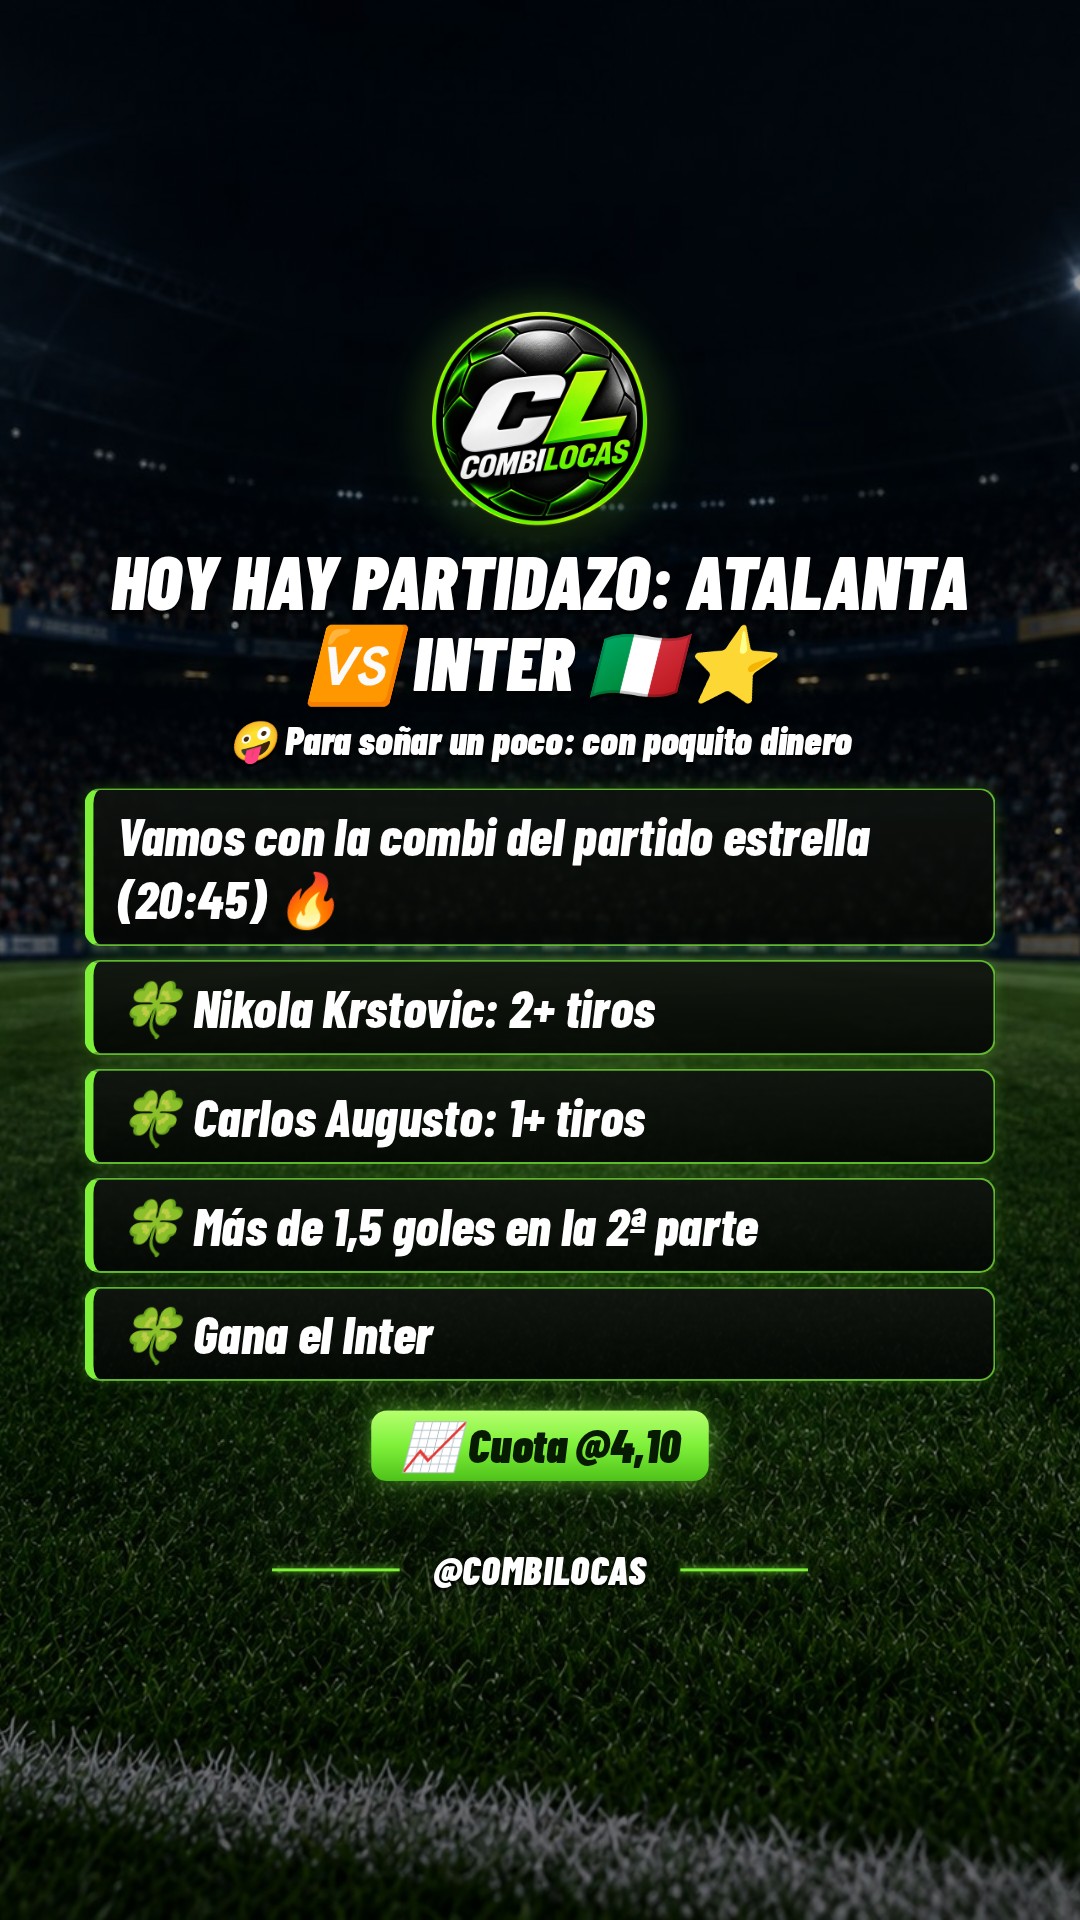 CL
COMBILOCAS
HOY HAY PARTIDAZO: ATALANTA
🆚 INTER 🇮🇹⭐
🤪 Para soñar un poco: con poquito dinero
Vamos con la combi del partido estrella
(20:45) 🔥
🍀 Nikola Krstovic: 2+ tiros
🍀 Carlos Augusto: 1+ tiros
🍀 Más de 1,5 goles en la 2ª parte
🍀 Gana el Inter
📈 Cuota @4,10
@COMBILOCAS